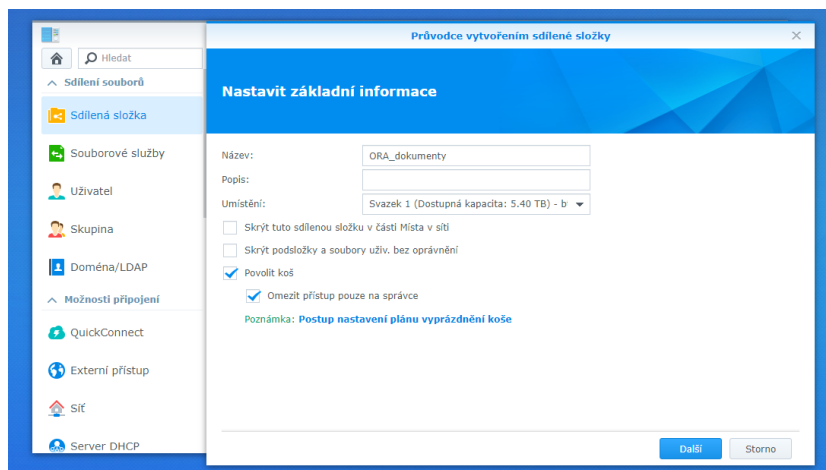 Průvodce vytvořením sdílené složky
Hledat
Sdílení souborů
Sdílená složka
Souborové služby
Uživatel
Skupina
Doména/LDAP
Možnosti připojení
QuickConnect
Externí přístup
Síť
Server DHCP
Nastavit základní informace
Název: ORA_dokumenty
Popis:
Umístění: Svazek 1 (Dostupná kapacita: 5.40 TB) - b
Skrýt tuto sdílenou složku v části Místa v síti
Skrýt podsložky a soubory uživ. bez oprávnění
Povolit koš
Omezit přístup pouze na správce
Poznámka: Postup nastavení plánu vyprázdnění koše
Další Storno